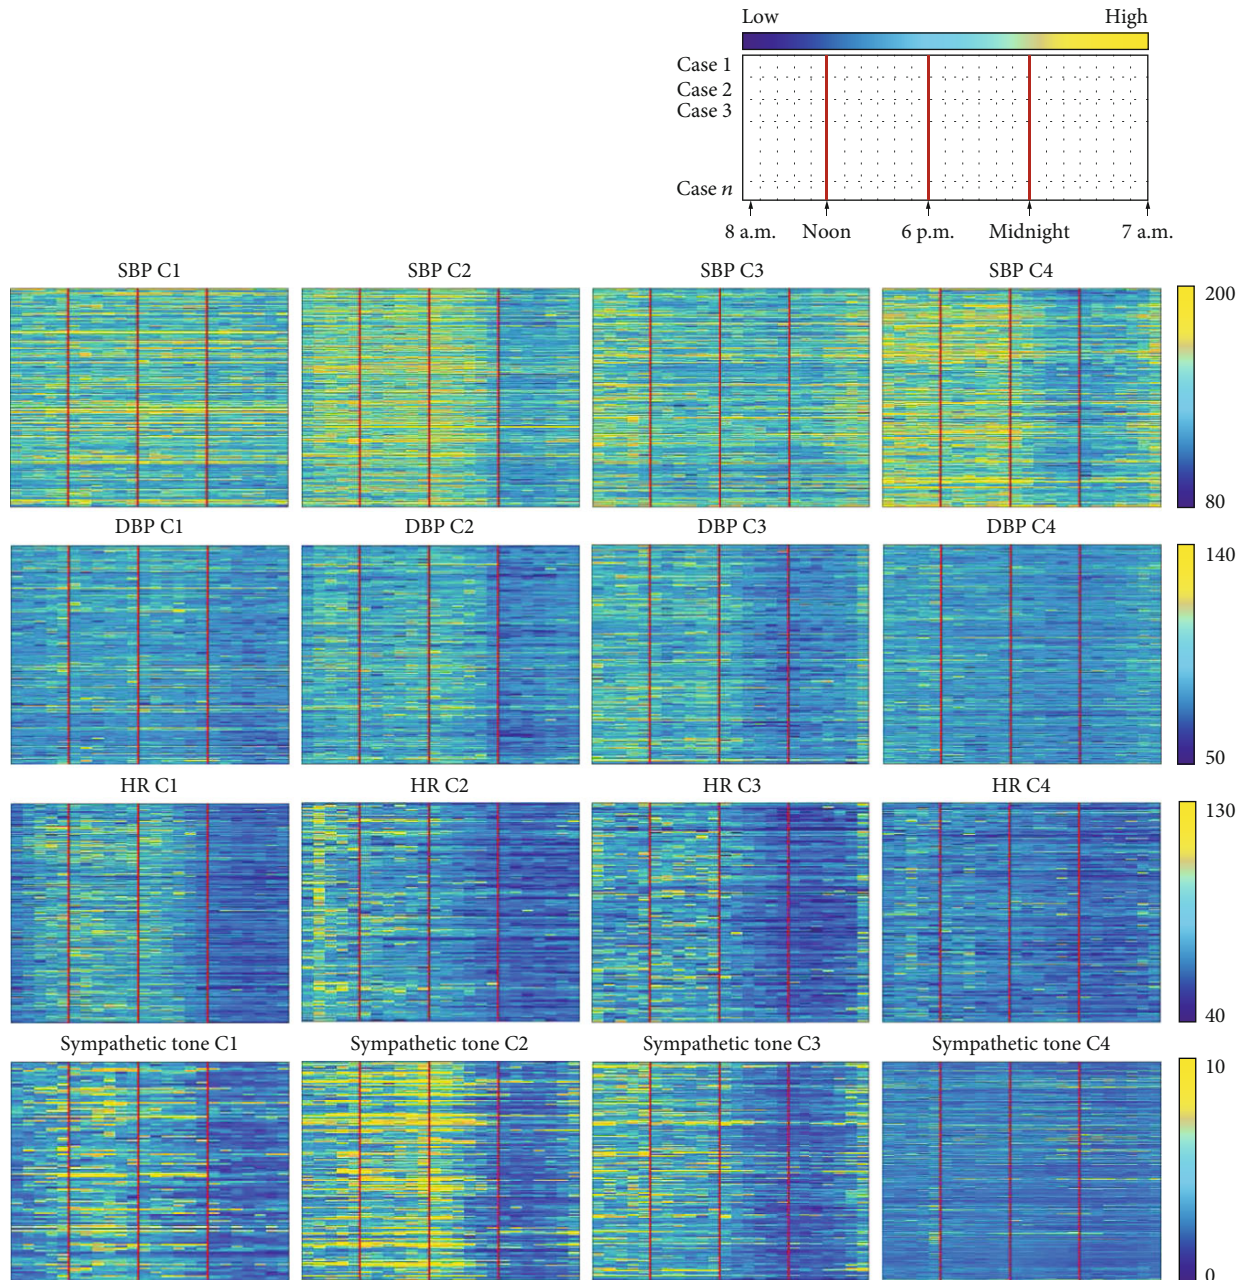 Low High
Case 1
Case 2
Case 3
Case n
8 a.m. Noon 6 p.m. Midnight 7 a.m.
SBP C1 SBP C2 SBP C3 SBP C4
200
80
DBP C1 DBP C2 DBP C3 DBP C4
140
50
HR C1 HR C2 HR C3 HR C4
130
40
Sympathetic tone C1 Sympathetic tone C2 Sympathetic tone C3 Sympathetic tone C4
10
0